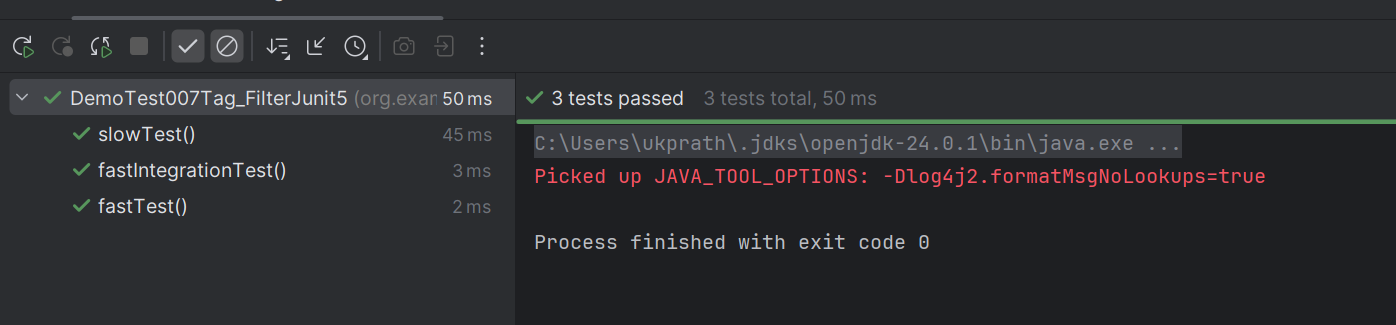 DemoTest007Tag_FilterJunit5 (org.exan 50 ms
slowTest() 45 ms
fastIntegrationTest() 3 ms
fastTest() 2 ms
3 tests passed 3 tests total, 50 ms
C:\Users\ukprath\.jdks\openjdk-24.0.1\bin\java.exe ...
Picked up JAVA_TOOL_OPTIONS: -Dlog4j2.formatMsgNoLookups=true
Process finished with exit code 0